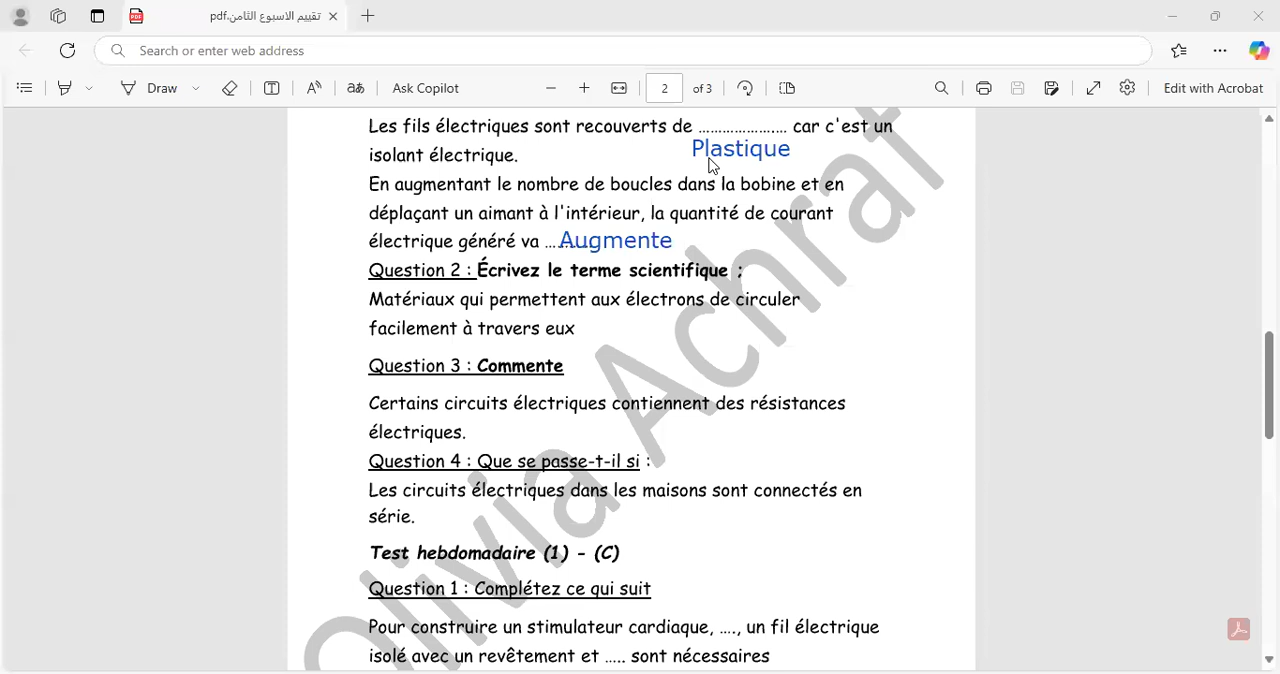 تقييم الاسبوع الثامن.pdf
Search or enter web address
Draw
aあ
Ask Copilot
2 of 3
Edit with Acrobat
Les fils électriques sont recouverts de ………………..… car c'est un
Plastique
isolant électrique.
En augmentant le nombre de boucles dans la bobine et en
déplaçant un aimant à l'intérieur, la quantité de courant
électrique généré va ……….. Augmente
Question 2 : Écrivez le terme scientifique ;
Matériaux qui permettent aux électrons de circuler
facilement à travers eux
Question 3 : Commente
Certains circuits électriques contiennent des résistances
électriques.
Question 4 : Que se passe-t-il si :
Les circuits électriques dans les maisons sont connectés en
série.
Test hebdomadaire (1) - (C)
Question 1 : Complétez ce qui suit
Pour construire un stimulateur cardiaque, …., un fil électrique
isolé avec un revêtement et ….. sont nécessaires
Olivia Achraf